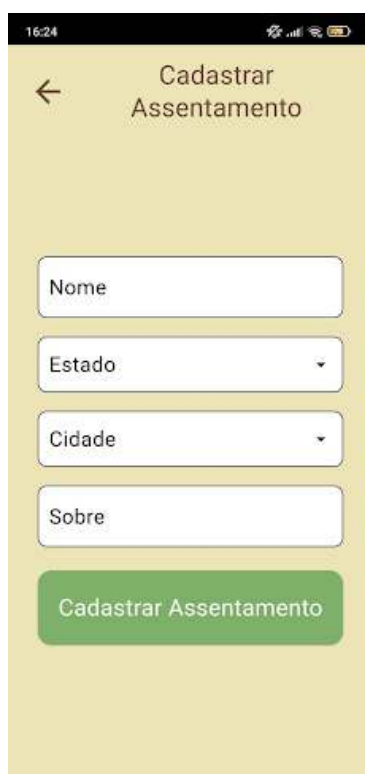 16:24
Cadastrar
Assentamento
Nome
Estado
Cidade
Sobre
Cadastrar Assentamento